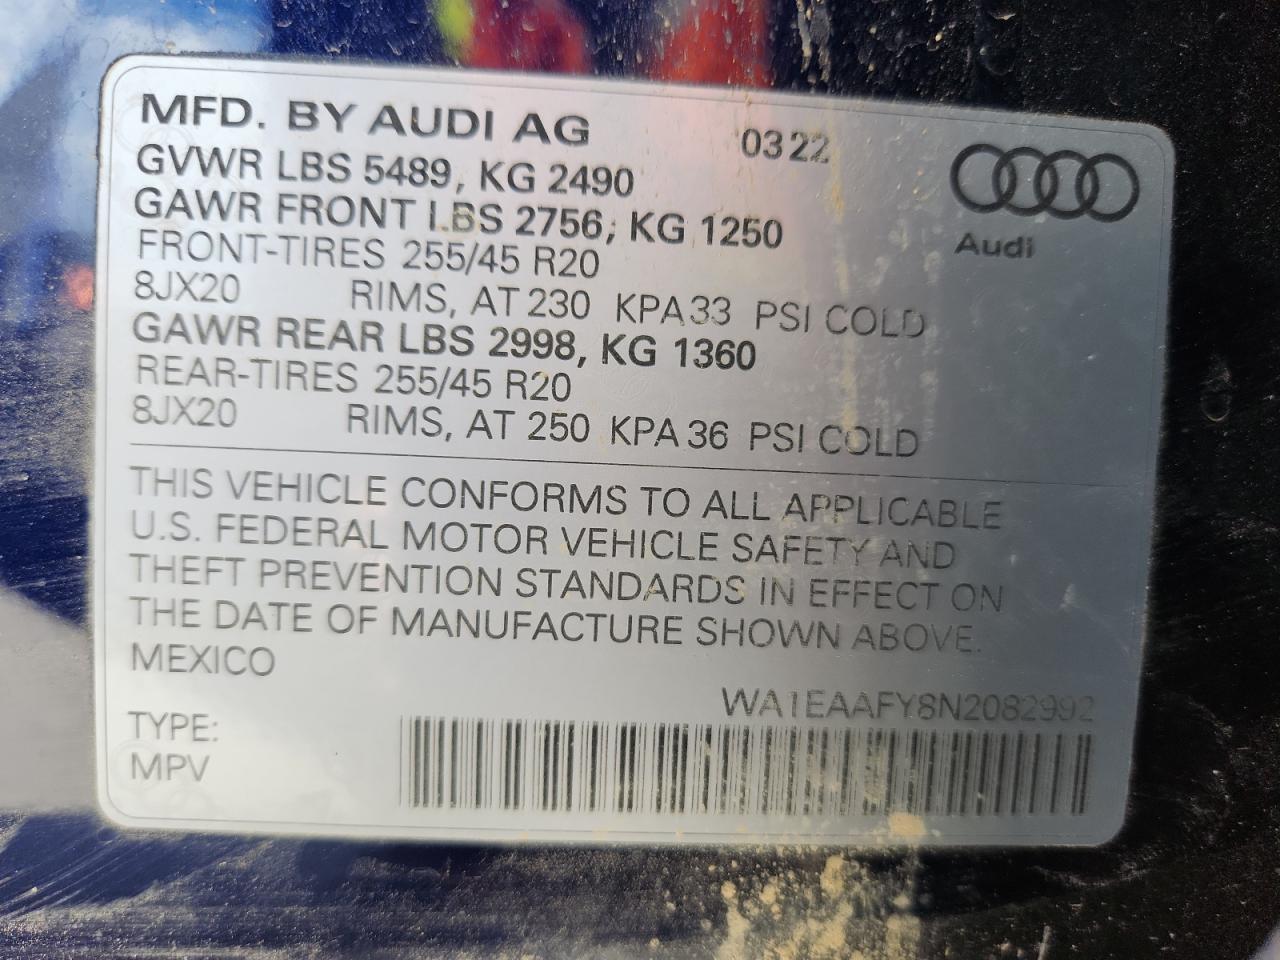 MFD. BY AUDI AG 03 22
GVWR LBS 5489, KG 2490
GAWR FRONT LBS 2756, KG 1250
FRONT-TIRES 255/45 R20
8JX20 RIMS, AT 230 KPA 33 PSI COLD
GAWR REAR LBS 2998, KG 1360
REAR-TIRES 255/45 R20
8JX20 RIMS, AT 250 KPA 36 PSI COLD
Audi
THIS VEHICLE CONFORMS TO ALL APPLICABLE
U.S. FEDERAL MOTOR VEHICLE SAFETY AND
THEFT PREVENTION STANDARDS IN EFFECT ON
THE DATE OF MANUFACTURE SHOWN ABOVE.
MEXICO
WA1EAAFY8N2082992
TYPE:
MPV